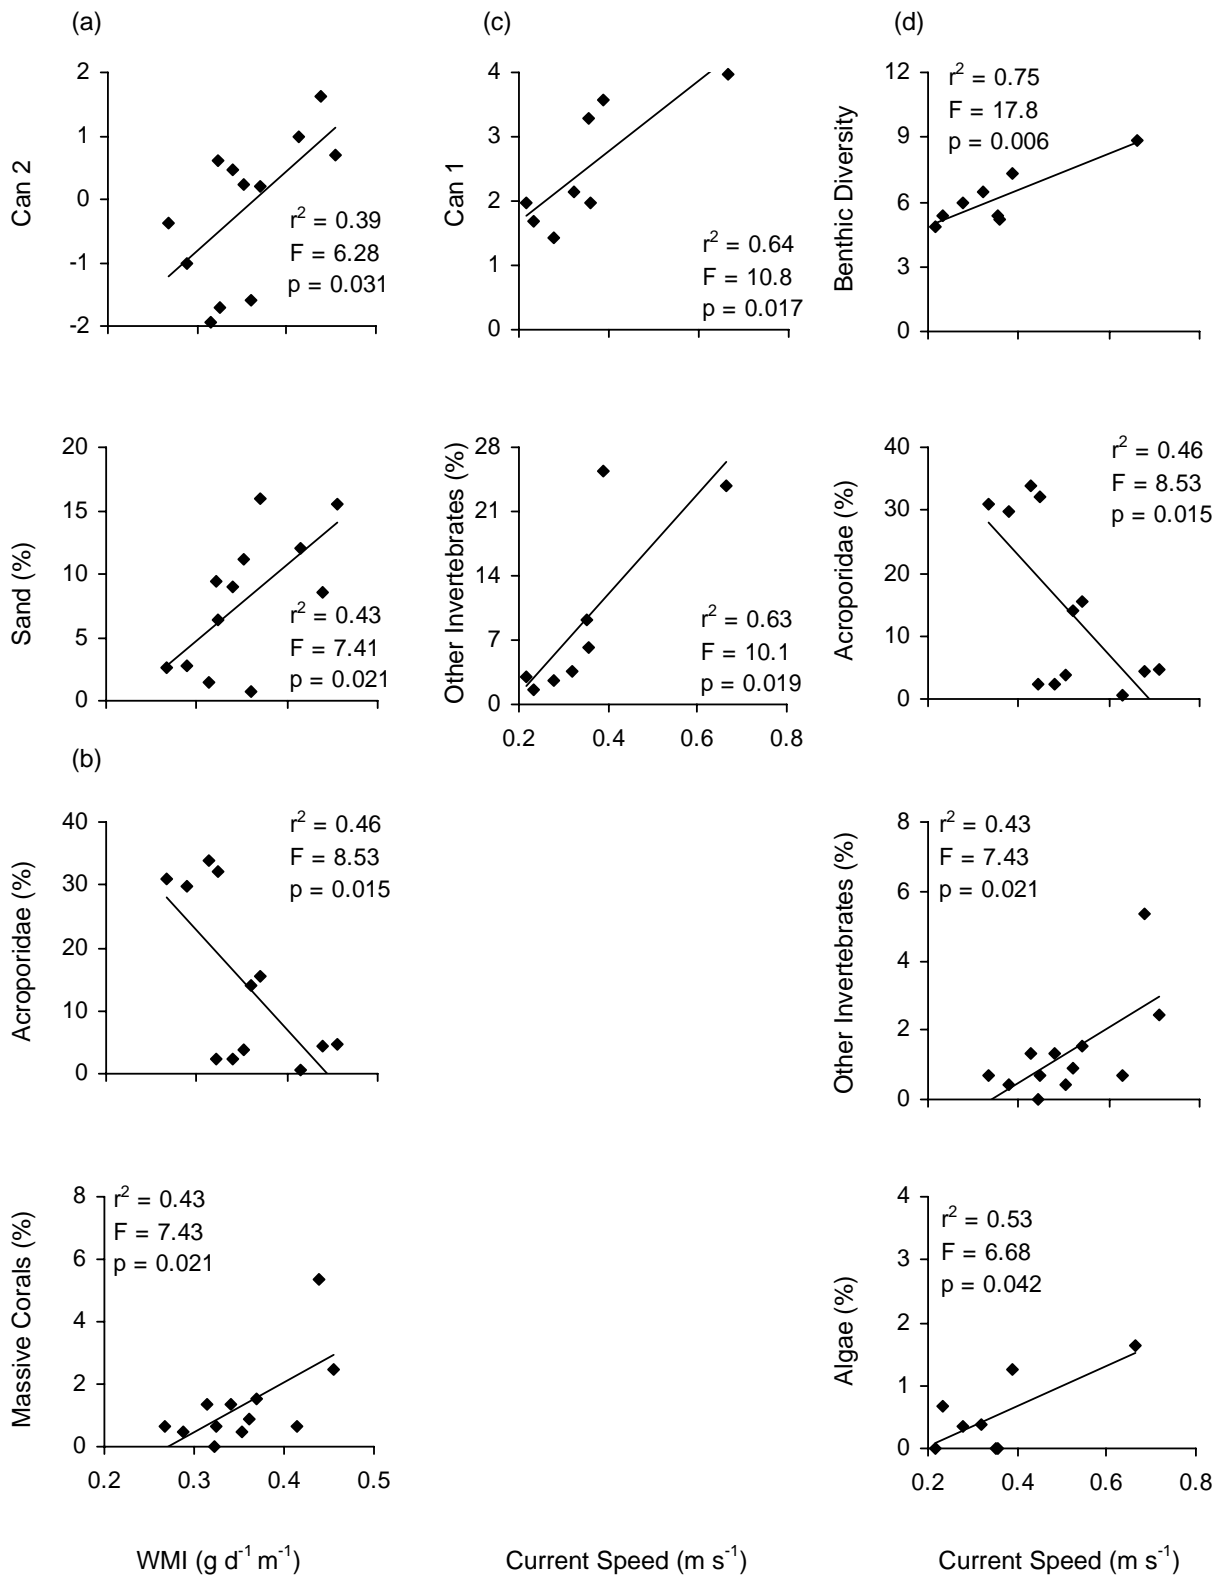 (a)
2
1
0
-1
-2
Can 2
r² = 0.39
F = 6.28
p = 0.031
20
15
10
5
0
Sand (%)
r² = 0.43
F = 7.41
p = 0.021
(b)
40
30
20
10
0
Acroporidae (%)
r² = 0.46
F = 8.53
p = 0.015
8
6
4
2
0
Massive Corals (%)
r² = 0.43
F = 7.43
p = 0.021
0.2 0.3 0.4 0.5
WMI (g d⁻¹ m⁻¹)
(c)
4
3
2
1
0
Can 1
r² = 0.64
F = 10.8
p = 0.017
28
21
14
7
0
Other Invertebrates (%)
r² = 0.63
F = 10.1
p = 0.019
0.2 0.4 0.6 0.8
Current Speed (m s⁻¹)
(d)
12
9
6
3
0
Benthic Diversity
r² = 0.75
F = 17.8
p = 0.006
40
30
20
10
0
Acroporidae (%)
r² = 0.46
F = 8.53
p = 0.015
8
6
4
2
0
Other Invertebrates (%)
r² = 0.43
F = 7.43
p = 0.021
4
3
2
1
0
Algae (%)
r² = 0.53
F = 6.68
p = 0.042
0.2 0.4 0.6 0.8
Current Speed (m s⁻¹)